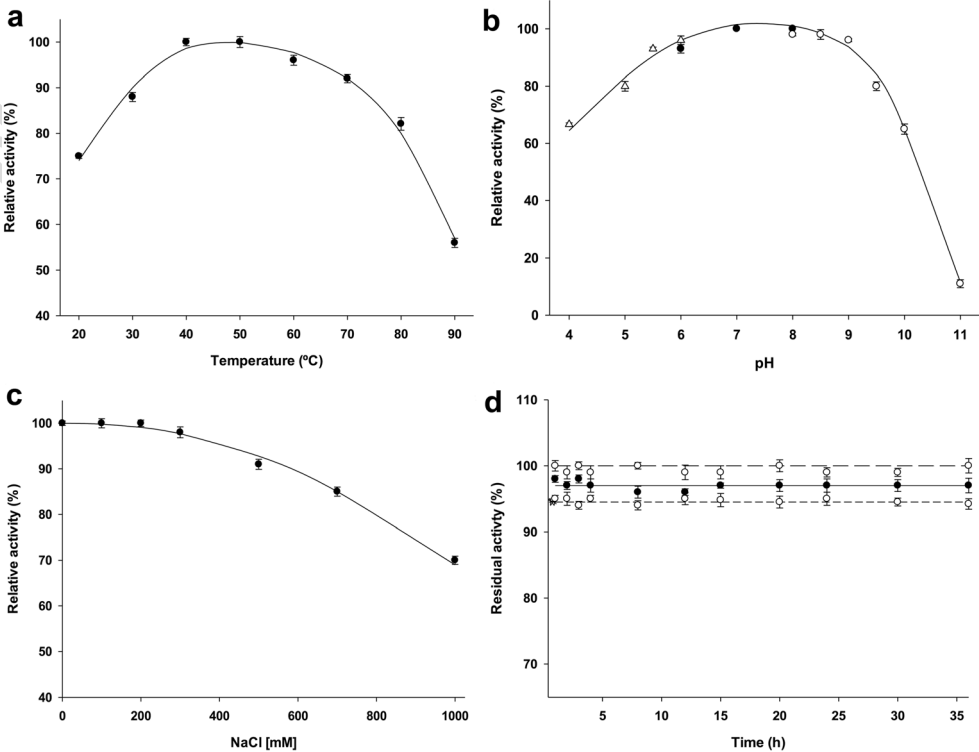 a
100
90
80
70
60
50
40
Relative activity (%)
20 30 40 50 60 70 80 90
Temperature (ºC)
b
100
80
60
40
20
0
Relative activity (%)
4 5 6 7 8 9 10 11
pH
c
100
90
80
70
60
50
40
Relative activity (%)
0 200 400 600 800 1000
NaCl [mM]
d
110
100
90
80
70
Residual activty (%)
5 10 15 20 25 30 35
Time (h)